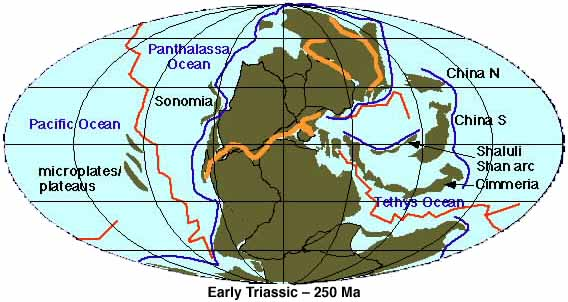 Panthalassa
Ocean
China N
Sonomia
China S
Pacific Ocean
Shaluli
Shan arc
microplates/
plateaus
Cimmeria
Tethys Ocean
Early Triassic – 250 Ma